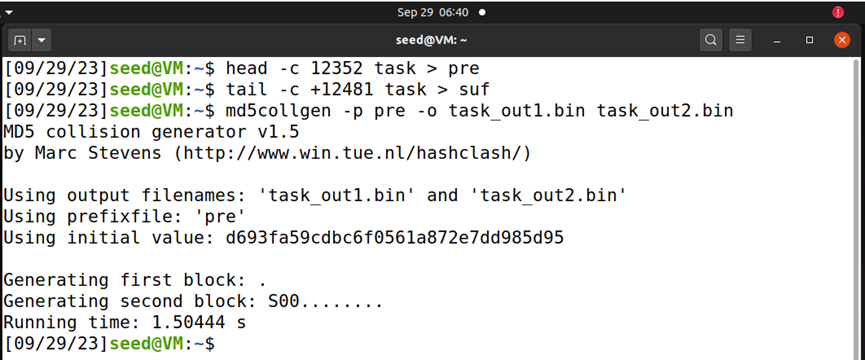 Sep 29 06:40
seed@VM: ~
[09/29/23]seed@VM:~$ head -c 12352 task > pre
[09/29/23]seed@VM:~$ tail -c +12481 task > suf
[09/29/23]seed@VM:~$ md5collgen -p pre -o task_out1.bin task_out2.bin
MD5 collision generator v1.5
by Marc Stevens (http://www.win.tue.nl/hashclash/)
Using output filenames: 'task_out1.bin' and 'task_out2.bin'
Using prefixfile: 'pre'
Using initial value: d693fa59cdbc6f0561a872e7dd985d95
Generating first block: .
Generating second block: S00........
Running time: 1.50444 s
[09/29/23]seed@VM:~$